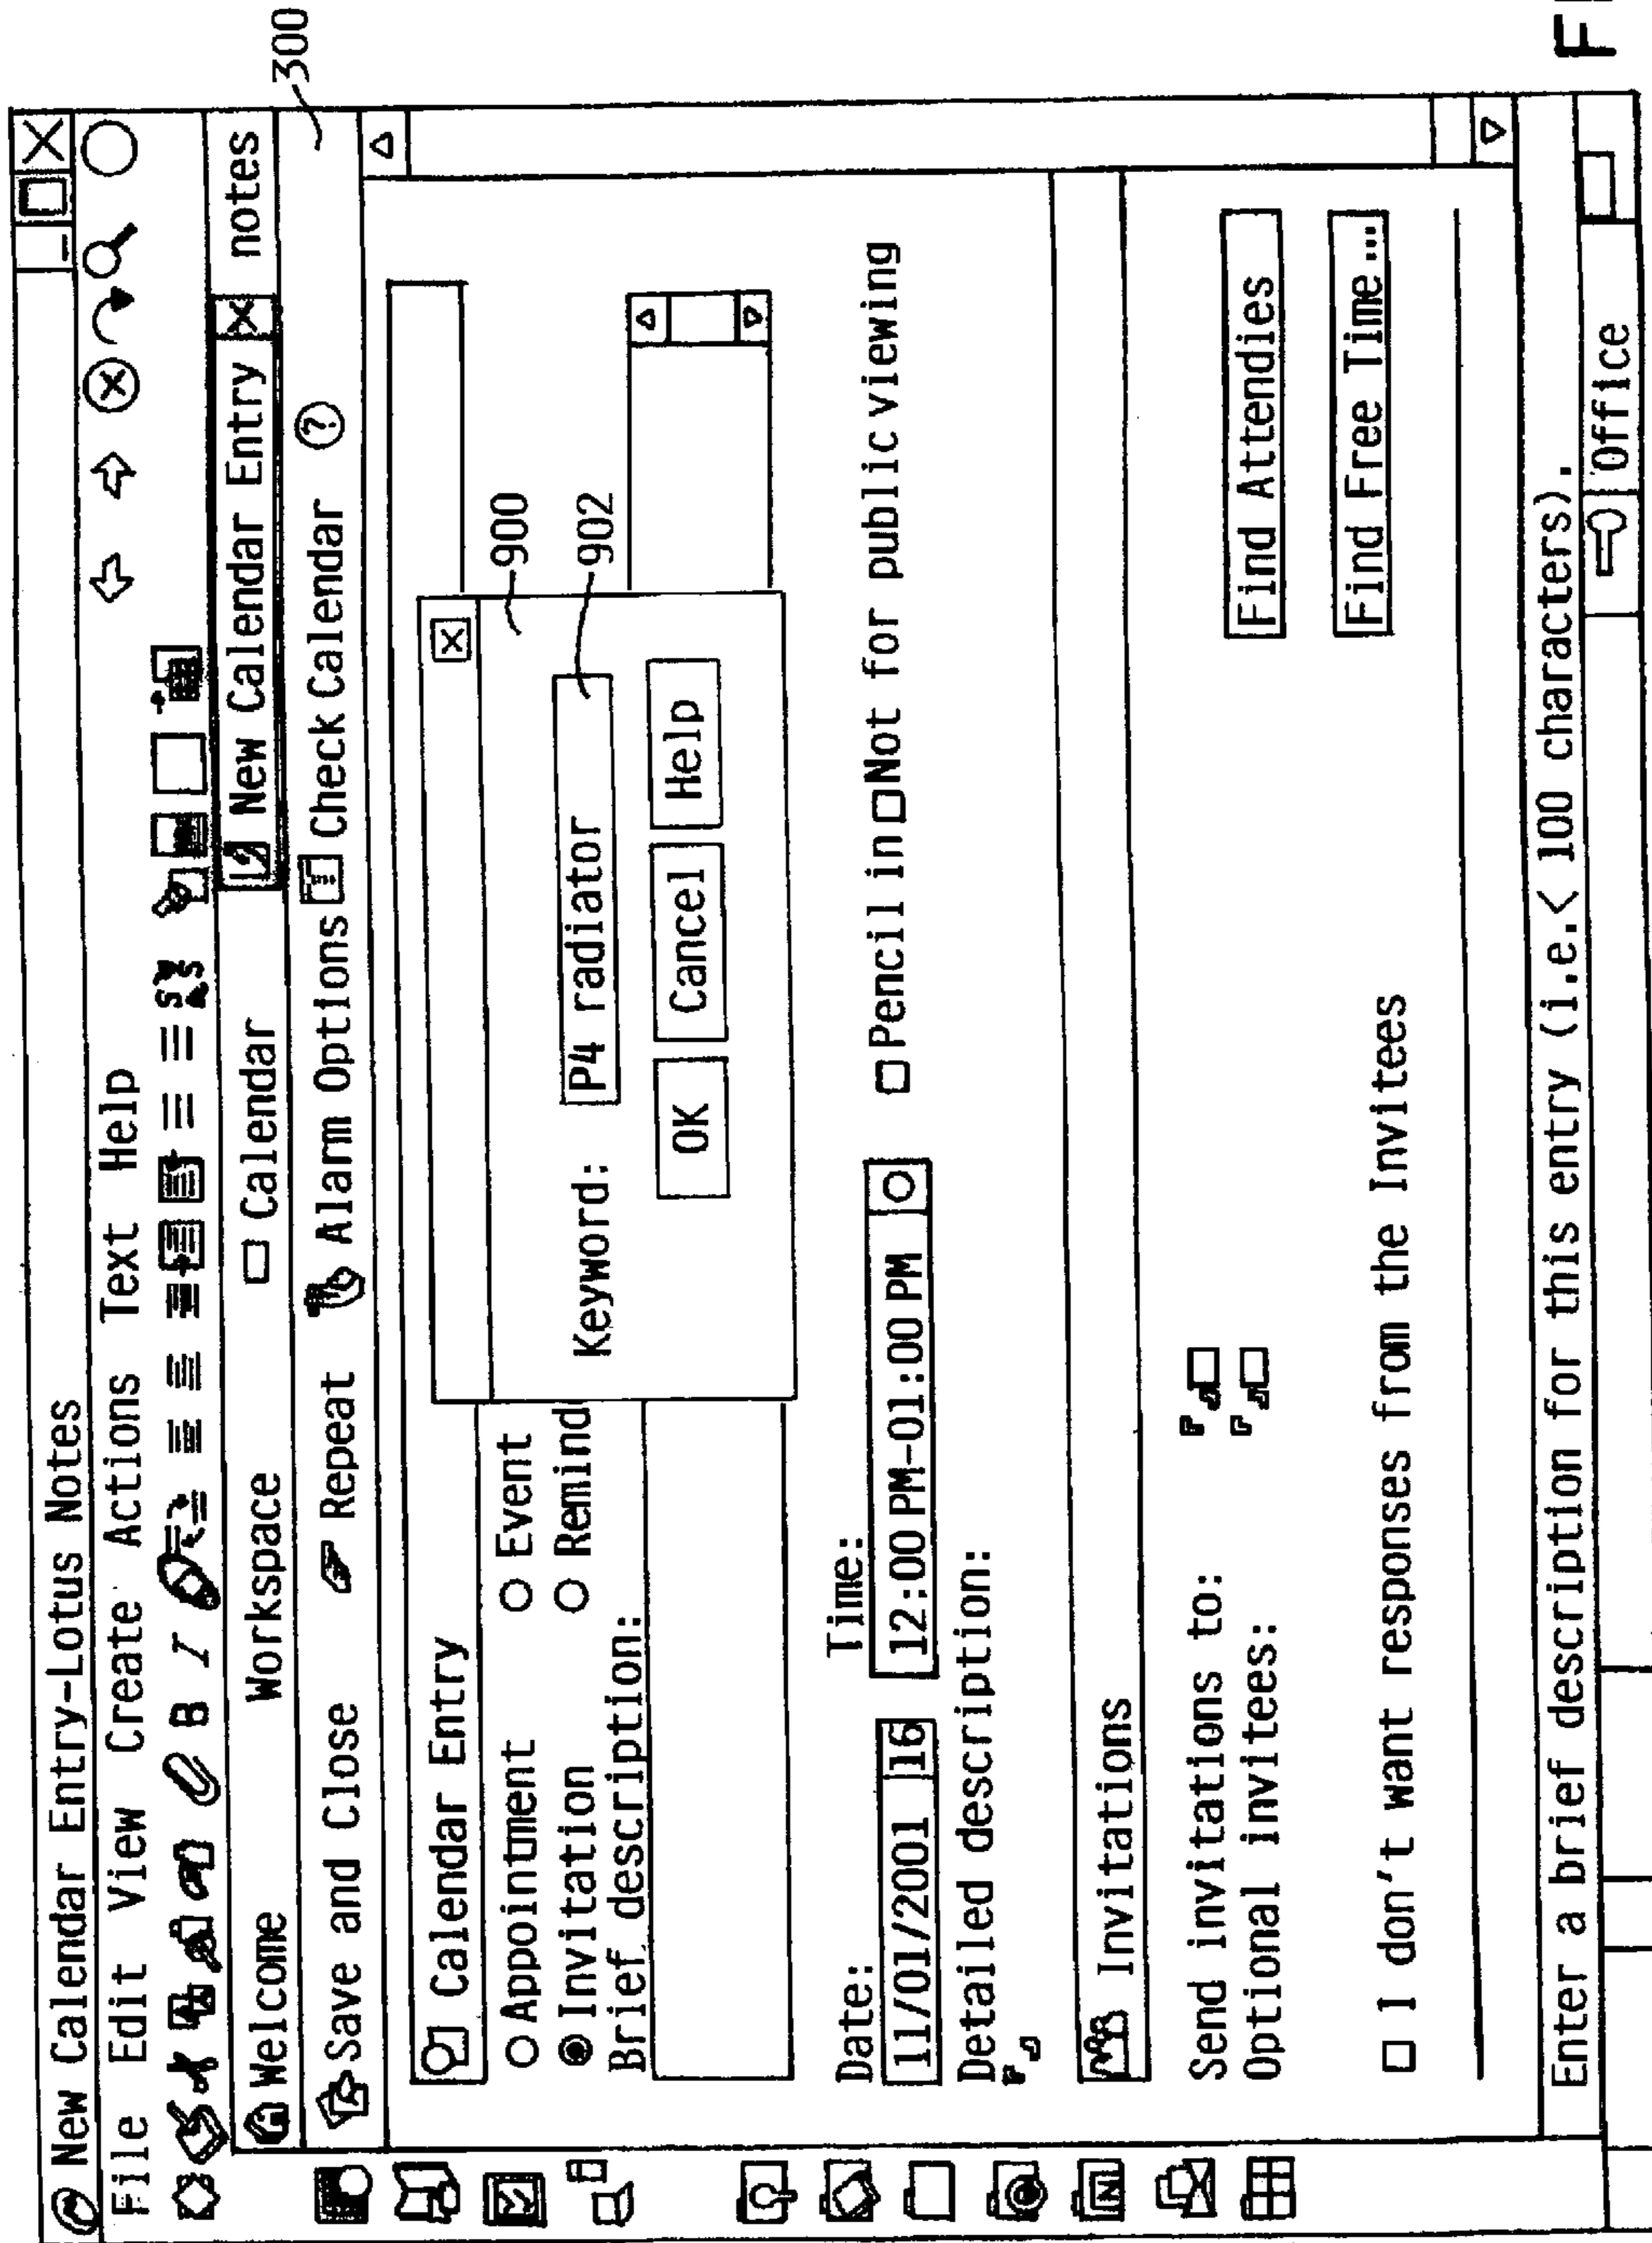 New Calendar Entry-Lotus Notes
File Edit View Create Actions Text Help
B I
Welcome Workspace Calendar New Calendar Entry notes
300
Save and Close Repeat Alarm Options Check Calendar ?
Calendar Entry
Appointment Event
Invitation Remind
Brief description:
900
Keyword: P4 radiator
902
OK Cancel Help
Date: Time:
11/01/2001 16 12:00 PM-01:00 PM Pencil in Not for public viewing
Detailed description:
Invitations
Send invitations to: Find Attendies
Optional invitees:
I don't want responses from the Invitees Find Free Time...
Enter a brief description for this entry (i.e.< 100 characters).
Office